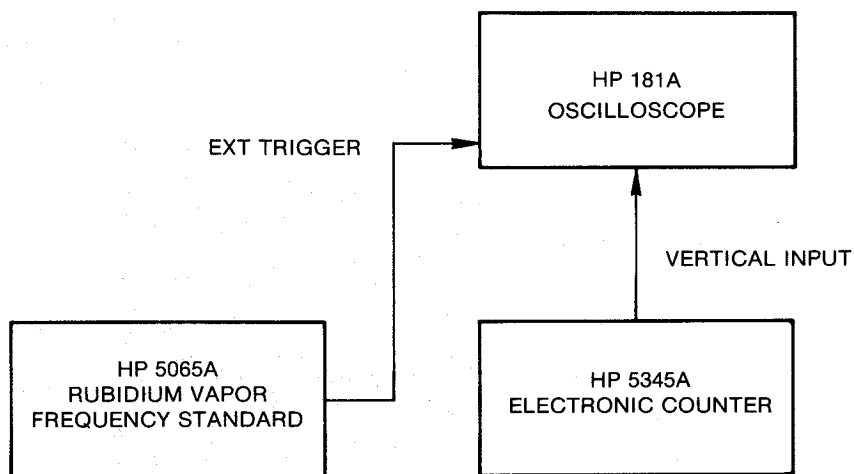 HP 181A
OSCILLOSCOPE
EXT TRIGGER
VERTICAL INPUT
HP 5065A
RUBIDIUM VAPOR
FREQUENCY STANDARD
HP 5345A
ELECTRONIC COUNTER